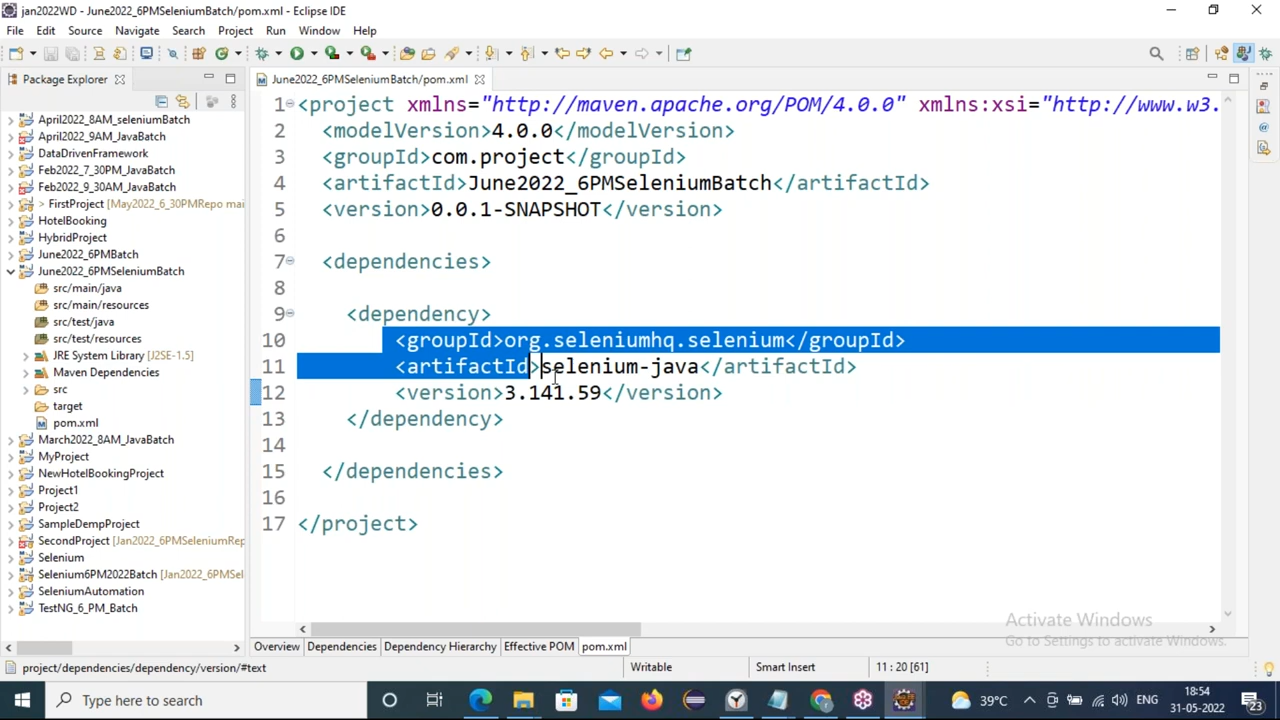 jan2022WD - June2022_6PMSeleniumBatch/pom.xml - Eclipse IDE
File Edit Source Navigate Search Project Run Window Help
Package Explorer
June2022_6PMSeleniumBatch/pom.xml
April2022_8AM_seleniumBatch
April2022_9AM_JavaBatch
DataDrivenFramework
Feb2022_7_30PM_JavaBatch
Feb2022_9_30AM_JavaBatch
> FirstProject [May2022_6_30PMRepo mai
HotelBooking
HybridProject
June2022_6PMBatch
June2022_6PMSeleniumBatch
src/main/java
src/main/resources
src/test/java
src/test/resources
JRE System Library [J2SE-1.5]
Maven Dependencies
src
target
pom.xml
March2022_8AM_JavaBatch
MyProject
NewHotelBookingProject
Project1
Project2
SampleDempProject
SecondProject [Jan2022_6PMSeleniumRep
Selenium
Selenium6PM2022Batch [Jan2022_6PMSel
SeleniumAutomation
TestNG_6_PM_Batch
1 <project xmlns="http://maven.apache.org/POM/4.0.0" xmlns:xsi="http://www.w3.
2 <modelVersion>4.0.0</modelVersion>
3 <groupId>com.project</groupId>
4 <artifactId>June2022_6PMSeleniumBatch</artifactId>
5 <version>0.0.1-SNAPSHOT</version>
6
7 <dependencies>
8
9 <dependency>
10 <groupId>org.seleniumhq.selenium</groupId>
11 <artifactId>selenium-java</artifactId>
12 <version>3.141.59</version>
13 </dependency>
14
15 </dependencies>
16
17 </project>
Activate Windows
Go to Settings to activate Windows.
Overview Dependencies Dependency Hierarchy Effective POM pom.xml
project/dependencies/dependency/version/#text
Writable
Smart Insert
11 : 20 [61]
Type here to search
39°C
ENG
18:54
31-05-2022
23